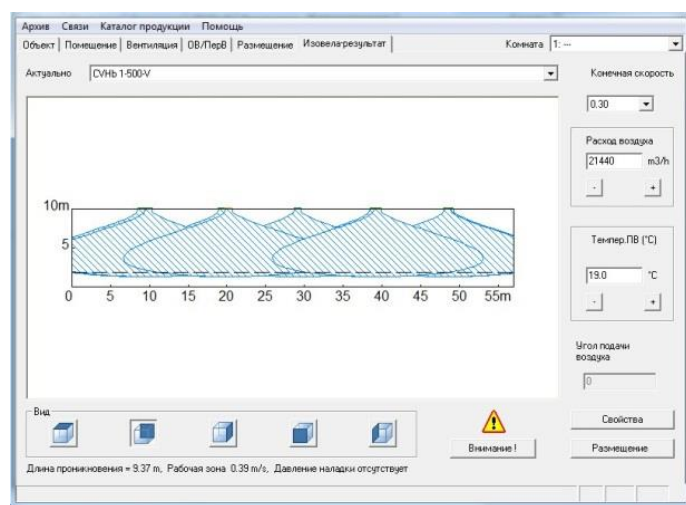 Архив Связи Каталог продукции Помощь
Объект Помещение Вентиляция ОВ/ПерВ Размещение Изовела-результат Комната 1: ---
Актуально CVHb 1-500-V Конечная скорость
0.30
Расход воздуха
21440 m3/h
- +
10m
5
0 5 10 15 20 25 30 35 40 45 50 55m
Темпер.ПВ (°C)
19.0 °C
- +
Угол подачи воздуха
0
Вид
Внимание !
Свойства
Размещение
Длина проникновения = 9.37 m, Рабочая зона 0.39 m/s, Давление наладки отсутствует